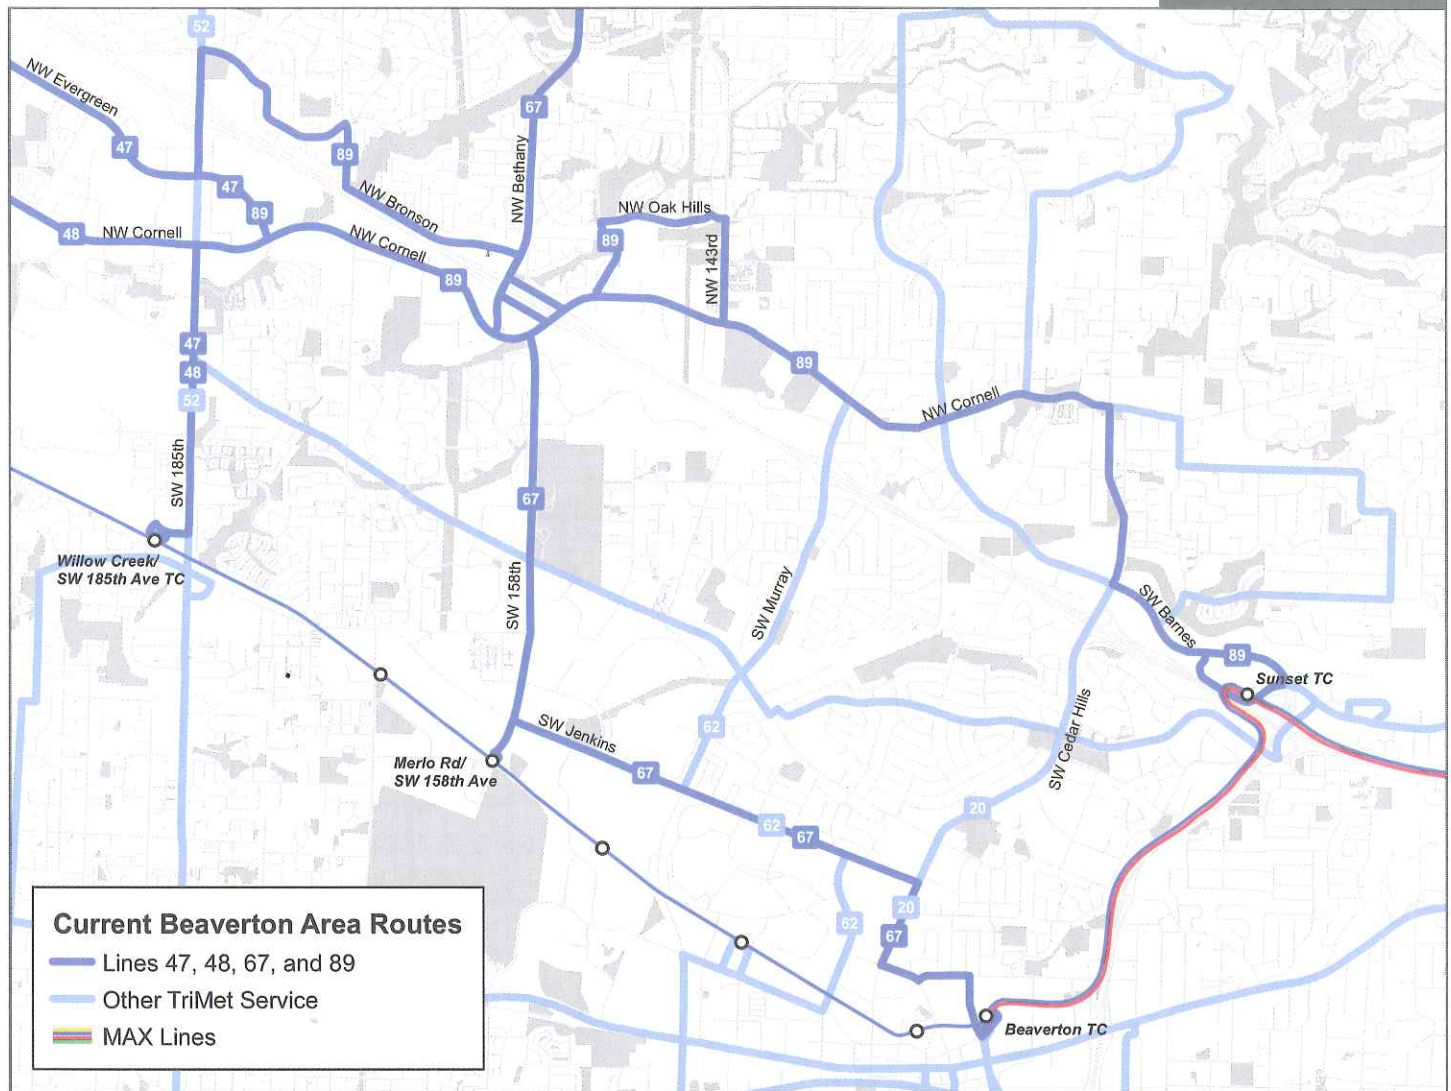 52
NW Evergreen
67
47
89
NW Bethany
47
NW Bronson
NW Oak Hills
89
48
NW Cornell
NW Cornell
89
NW 143rd
89
47
48
52
89
NW Cornell
SW 185th
67
Willow Creek/
SW 185th Ave TC
SW 158th
SW Murray
SW Barnes
89
Sunset TC
SW Jenkins
62
SW Cedar Hills
Merlo Rd/
SW 158th Ave
67
20
62
67
20
62
67
Current Beaverton Area Routes
Lines 47, 48, 67, and 89
Other TriMet Service
MAX Lines
Beaverton TC